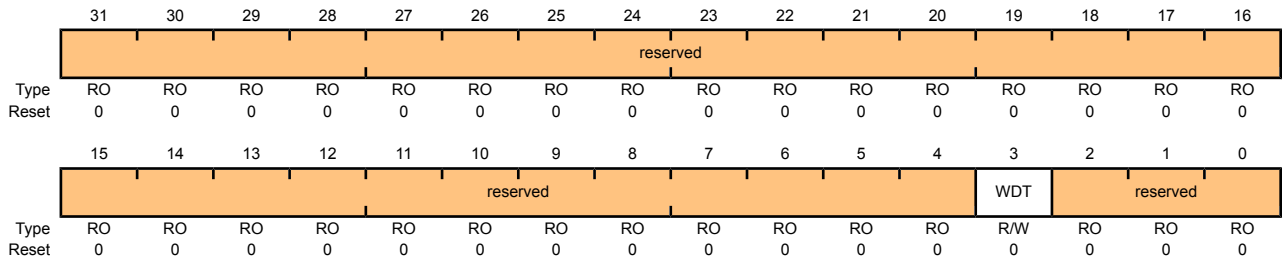 31 30 29 28 27 26 25 24 23 22 21 20 19 18 17 16
reserved
Type RO RO RO RO RO RO RO RO RO RO RO RO RO RO RO RO
Reset 0 0 0 0 0 0 0 0 0 0 0 0 0 0 0 0
15 14 13 12 11 10 9 8 7 6 5 4 3 2 1 0
reserved WDT reserved
Type RO RO RO RO RO RO RO RO RO RO RO RO R/W RO RO RO
Reset 0 0 0 0 0 0 0 0 0 0 0 0 0 0 0 0